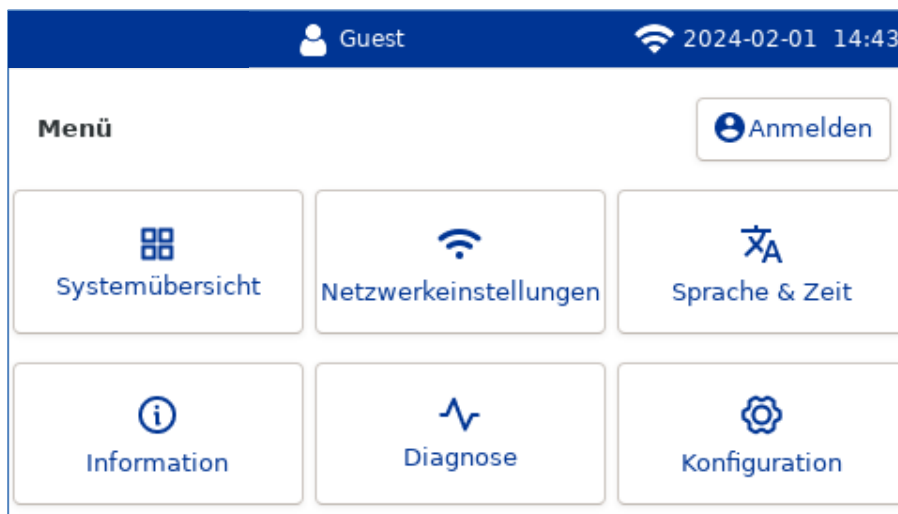 Guest 2024-02-01 14:43
Menü Anmelden
Systemübersicht Netzwerkeinstellungen Sprache & Zeit
Information Diagnose Konfiguration